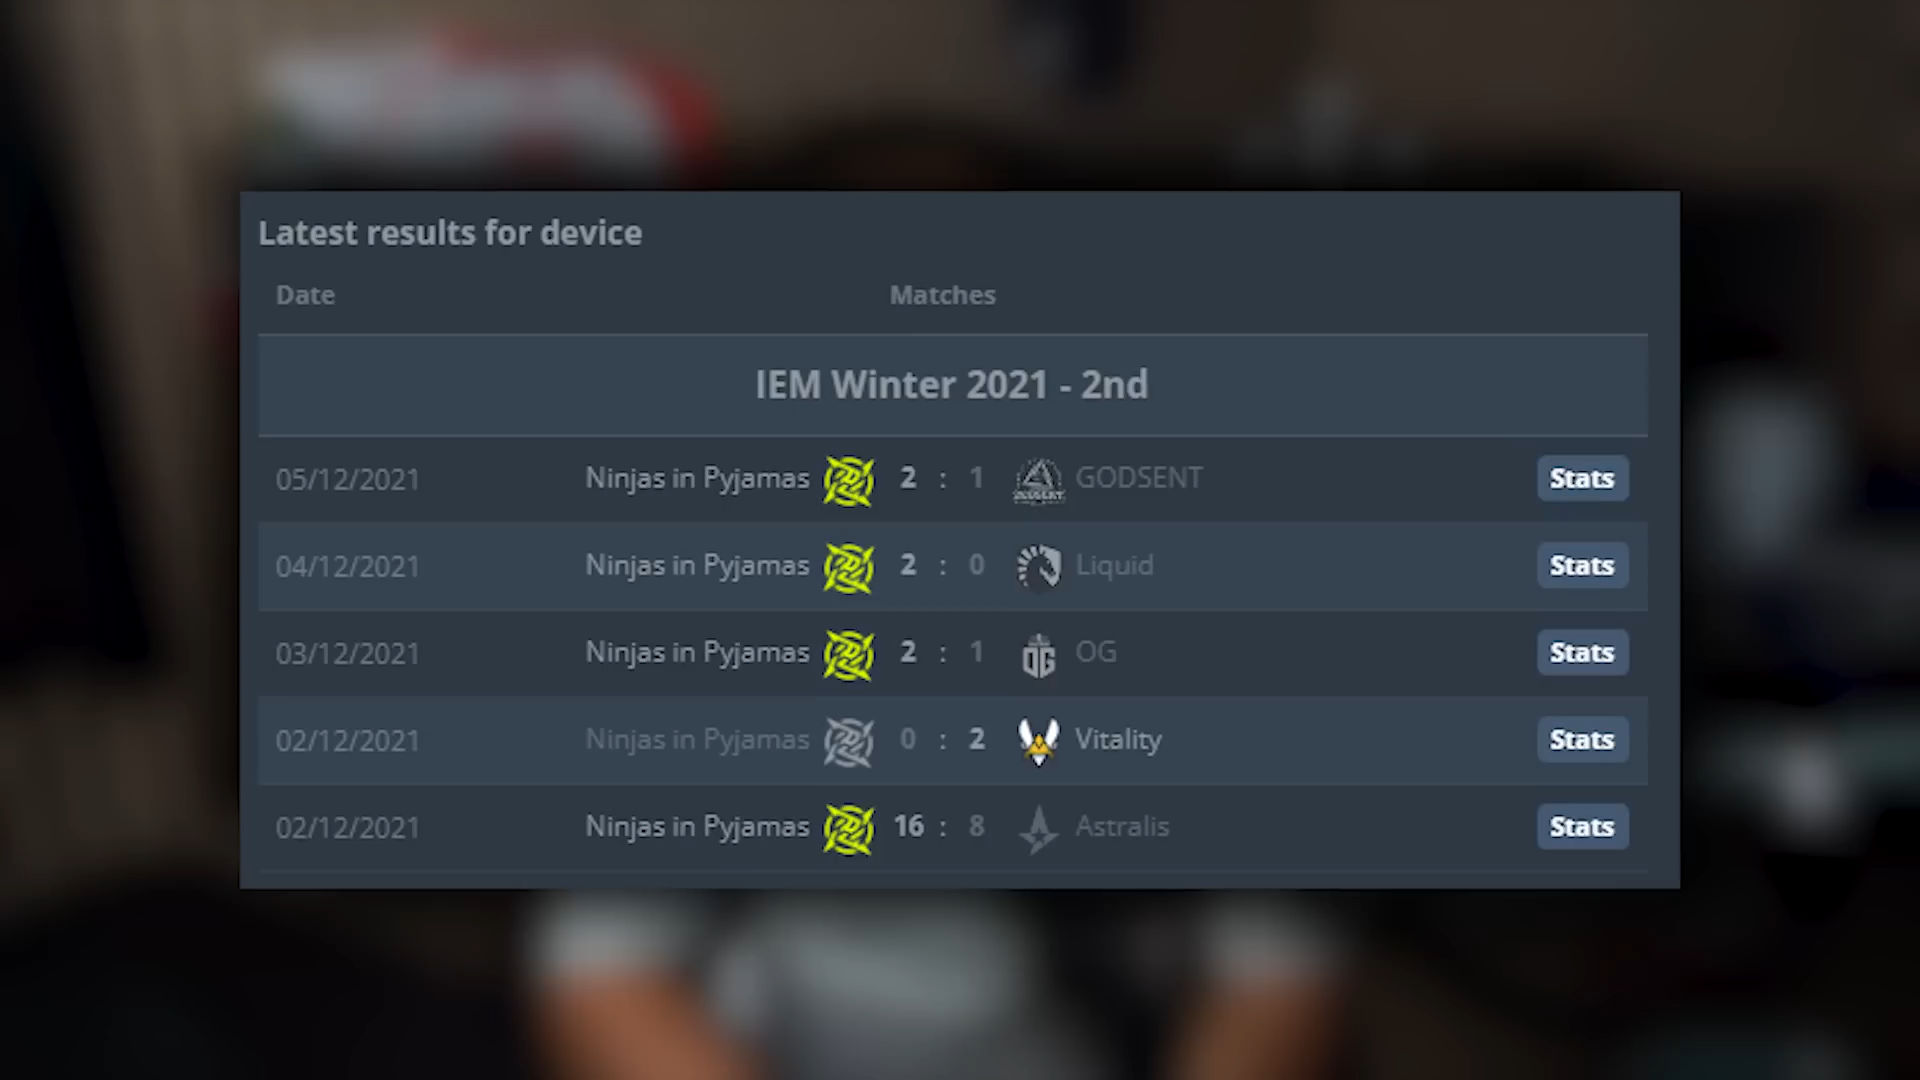 Latest results for device
Date Matches
IEM Winter 2021 - 2nd
05/12/2021 Ninjas in Pyjamas 2 : 1 GODSENT Stats
04/12/2021 Ninjas in Pyjamas 2 : 0 Liquid Stats
03/12/2021 Ninjas in Pyjamas 2 : 1 OG OG Stats
02/12/2021 Ninjas in Pyjamas 0 : 2 Vitality Stats
02/12/2021 Ninjas in Pyjamas 16 : 8 Astralis Stats